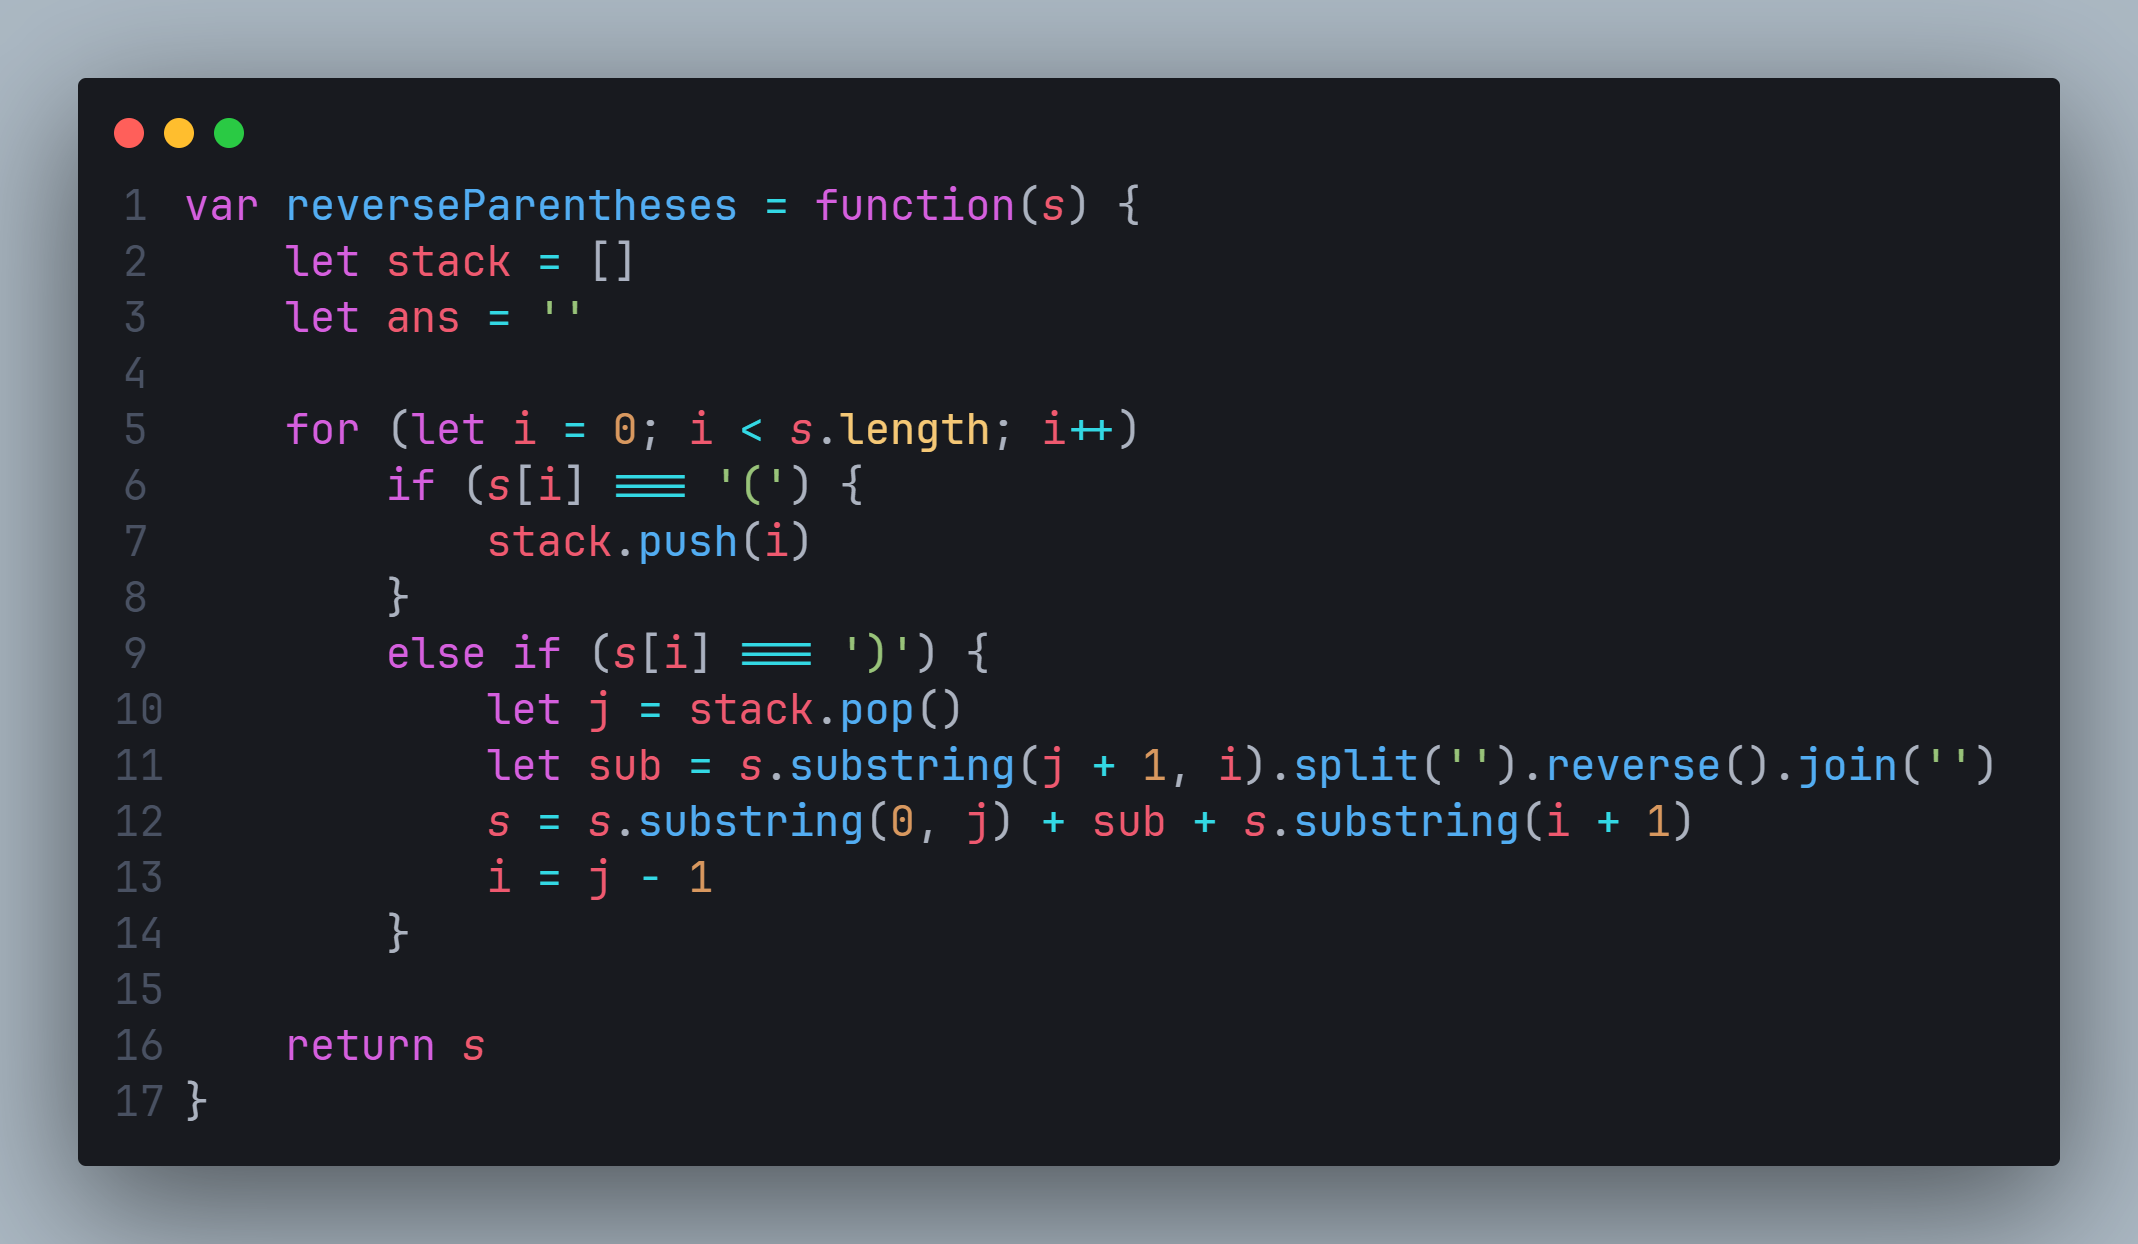 1 var reverseParentheses = function(s) {
2     let stack = []
3     let ans = ''
4
5     for (let i = 0; i < s.length; i++)
6         if (s[i] === '(') {
7             stack.push(i)
8         }
9         else if (s[i] === ')') {
10             let j = stack.pop()
11             let sub = s.substring(j + 1, i).split('').reverse().join('')
12             s = s.substring(0, j) + sub + s.substring(i + 1)
13             i = j - 1
14         }
15
16     return s
17 }